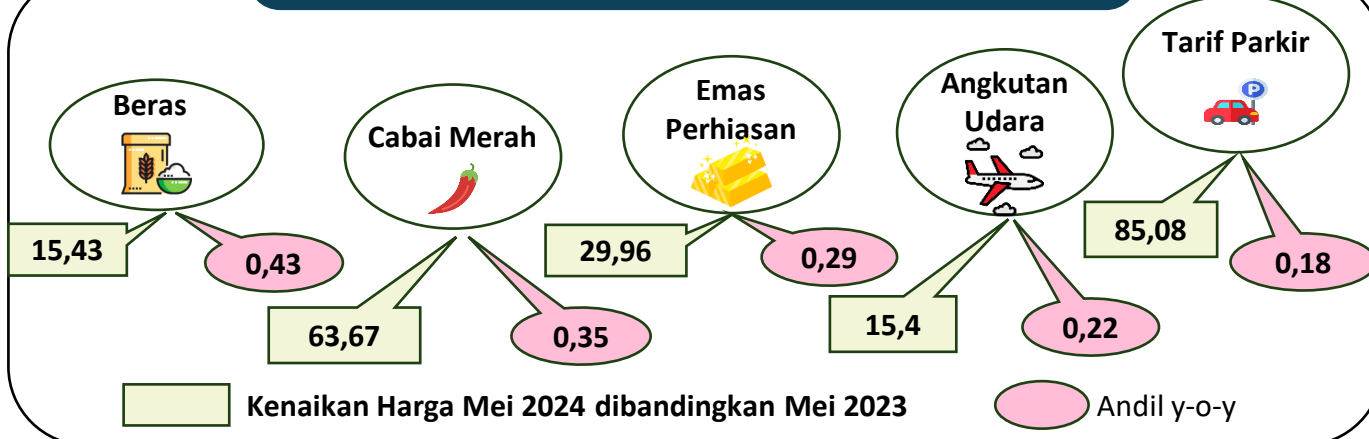 Beras
15,43
0,43
Cabai Merah
63,67
0,35
Emas
Perhiasan
29,96
0,29
Angkutan
Udara
15,4
0,22
Tarif Parkir
P
85,08
0,18
Kenaikan Harga Mei 2024 dibandingkan Mei 2023
Andil y-o-y